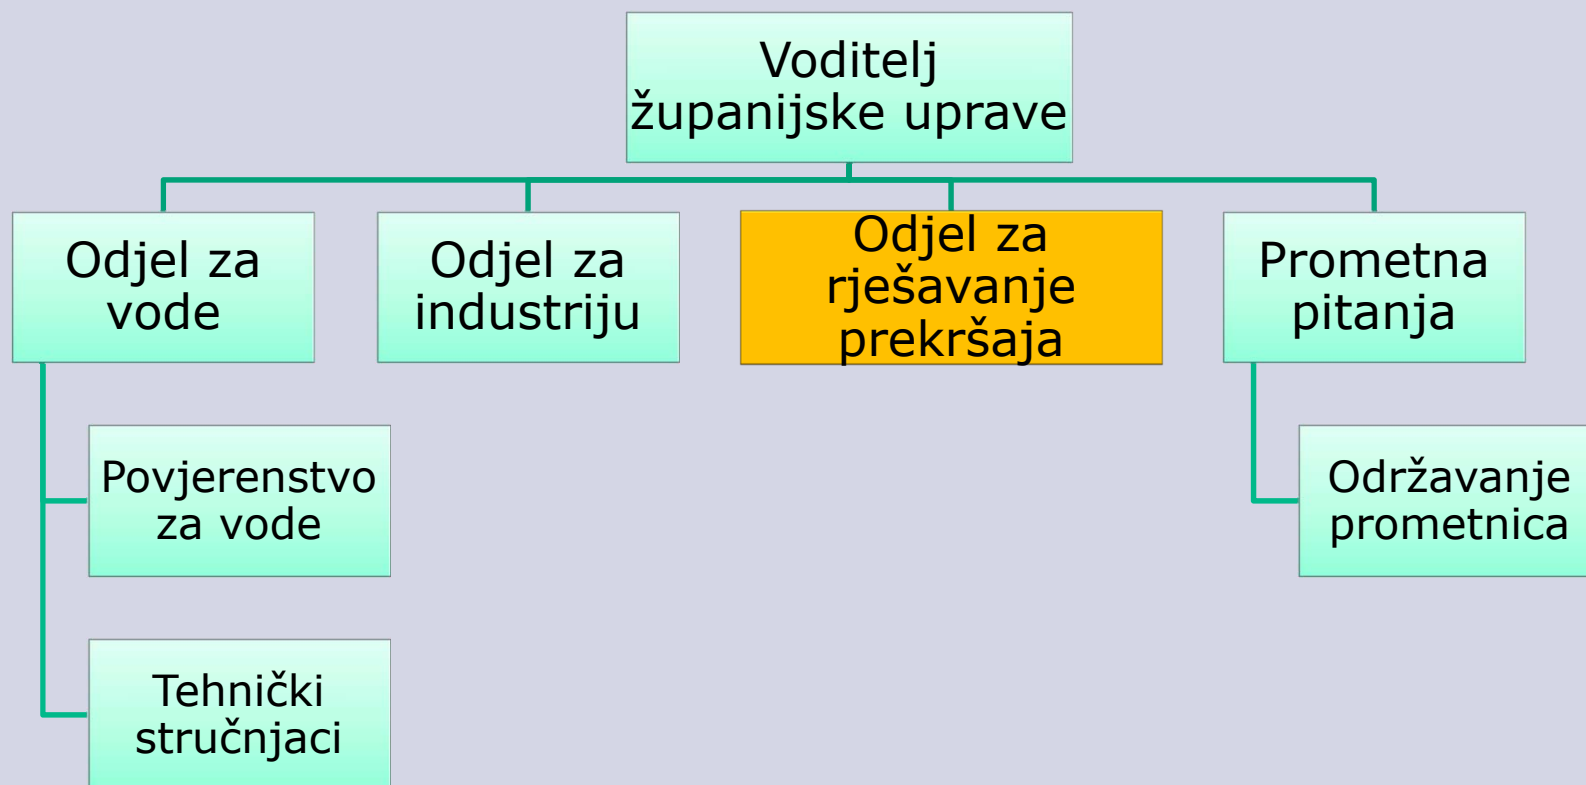 Voditelj
županijske uprave
Odjel za
vode
Odjel za
industriju
Odjel za
rješavanje
prekršaja
Prometna
pitanja
Povjerenstvo
za vode
Održavanje
prometnica
Tehnički
stručnjaci